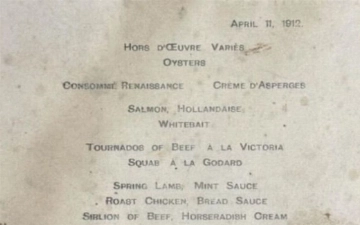 April 11, 1912.
Hors d'Œuvre Variés
Oysters
Consommé Renaissance Crème d'Asperges
Salmon, Hollandaise
Whitebait
Tournados of Beef à la Victoria
Squab à la Godard
Spring Lamb, Mint Sauce
Roast Chicken, Bread Sauce
Sirlion of Beef, Horseradish Cream